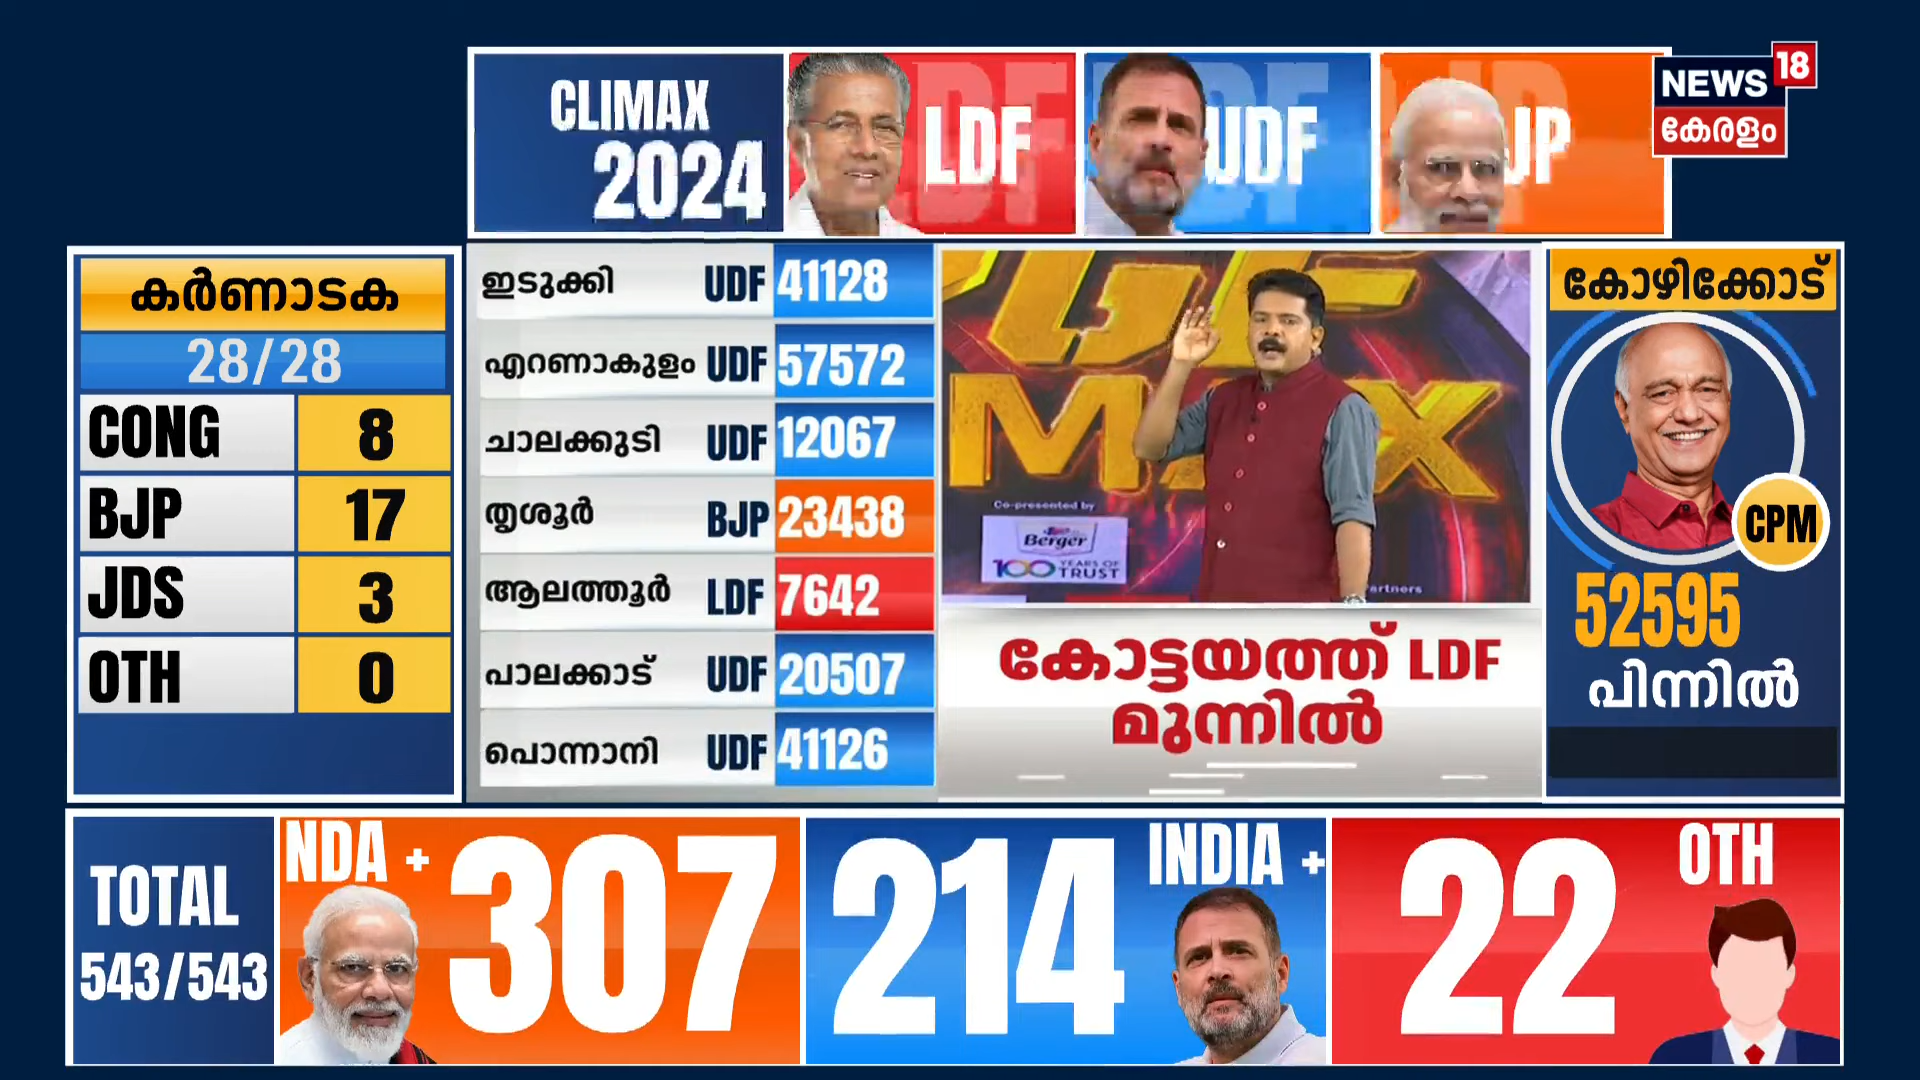 CLIMAX
2024
LDF
UDF
JP
NEWS 18
കേരളം
കർണാടക
28/28
CONG 8
BJP 17
JDS 3
OTH 0
ഇടുക്കി UDF 41128
എറണാകുളം UDF 57572
ചാലക്കുടി UDF 12067
തൃശൂർ BJP 23438
ആലത്തൂർ LDF 7642
പാലക്കാട് UDF 20507
പൊന്നാനി UDF 41126
Co-presented by
Berger
100 YEARS OF
TRUST
artners
കോട്ടയത്ത് LDF
മുന്നിൽ
കോഴിക്കോട്
CPM
52595
പിന്നിൽ
TOTAL
543/543
NDA +
307
214
INDIA +
22
OTH